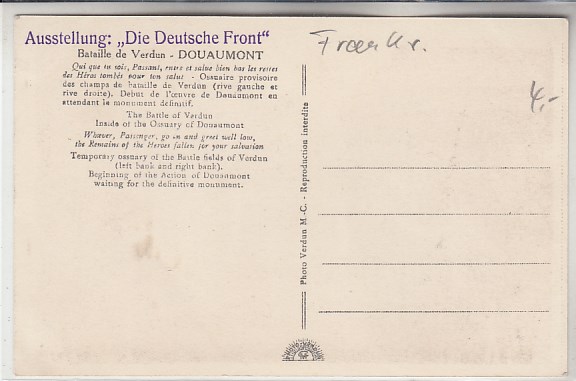 Ausstellung: „Die Deutsche Front“
Bataille de Verdun - DOUAUMONT
Qui que tu sois, Passant, entre et salue bien bas les restes
des Héros tombés pour ton salut - Ossuaire provisoire
des champs de bataille de Verdun (rive gauche et
rive droite). Début de l'œuvre de Douaumont en
attendant le monument définitif.
The Battle of Verdun
Inside of the Ossuary of Douaumont
Whœver, Passenger, go in and greet well low,
the Remains of the Heroes fallen for your salvation
Temporary ossuary of the Battle fields of Verdun
(left bank and right bank).
Beginning of the Action of Douaumont
waiting for the definitive monument.
Photo Verdun M.-C. - Reproduction interdite
Frankr.
4,-